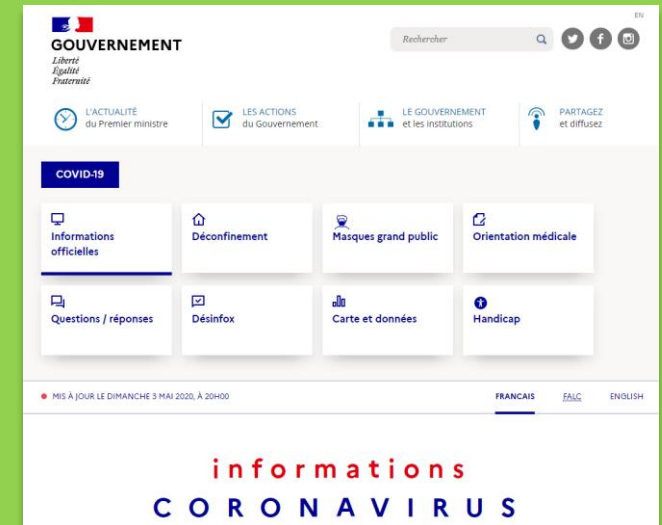 EN
GOUVERNEMENT
Liberté
Égalité
Fraternité
Rechercher
L'ACTUALITÉ
du Premier ministre
LES ACTIONS
du Gouvernement
LE GOUVERNEMENT
et les institutions
PARTAGEZ
et diffusez
COVID-19
Informations
officielles
Déconfinement
Masques grand public
Orientation médicale
Questions / réponses
Désinfox
Carte et données
Handicap
MIS À JOUR LE DIMANCHE 3 MAI 2020, À 20H00
FRANCAIS FALC ENGLISH
informations
CORONAVIRUS